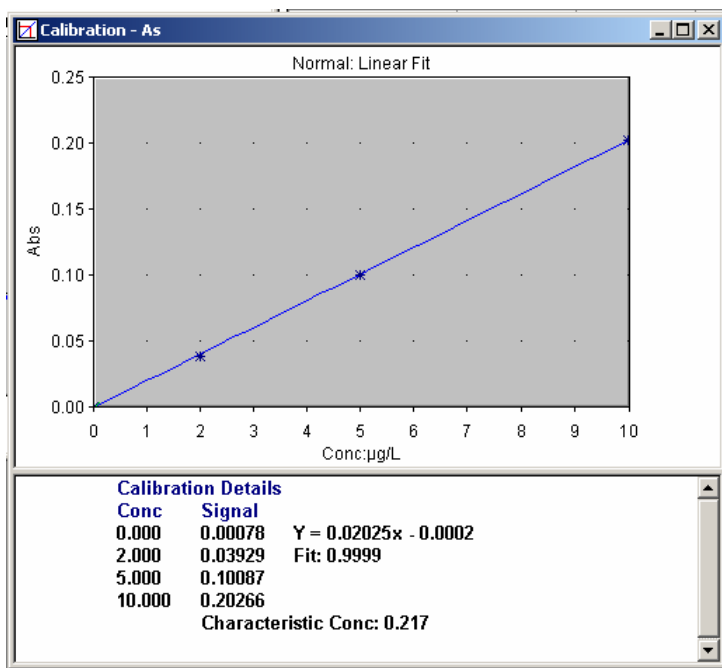 Calibration - As
Normal: Linear Fit
0.25
0.20
0.15
0.10
0.05
0.00
Abs
0 1 2 3 4 5 6 7 8 9 10
Conc:µg/L
Calibration Details
Conc Signal
0.000 0.00078 Y = 0.02025x - 0.0002
2.000 0.03929 Fit: 0.9999
5.000 0.10087
10.000 0.20266
Characteristic Conc: 0.217